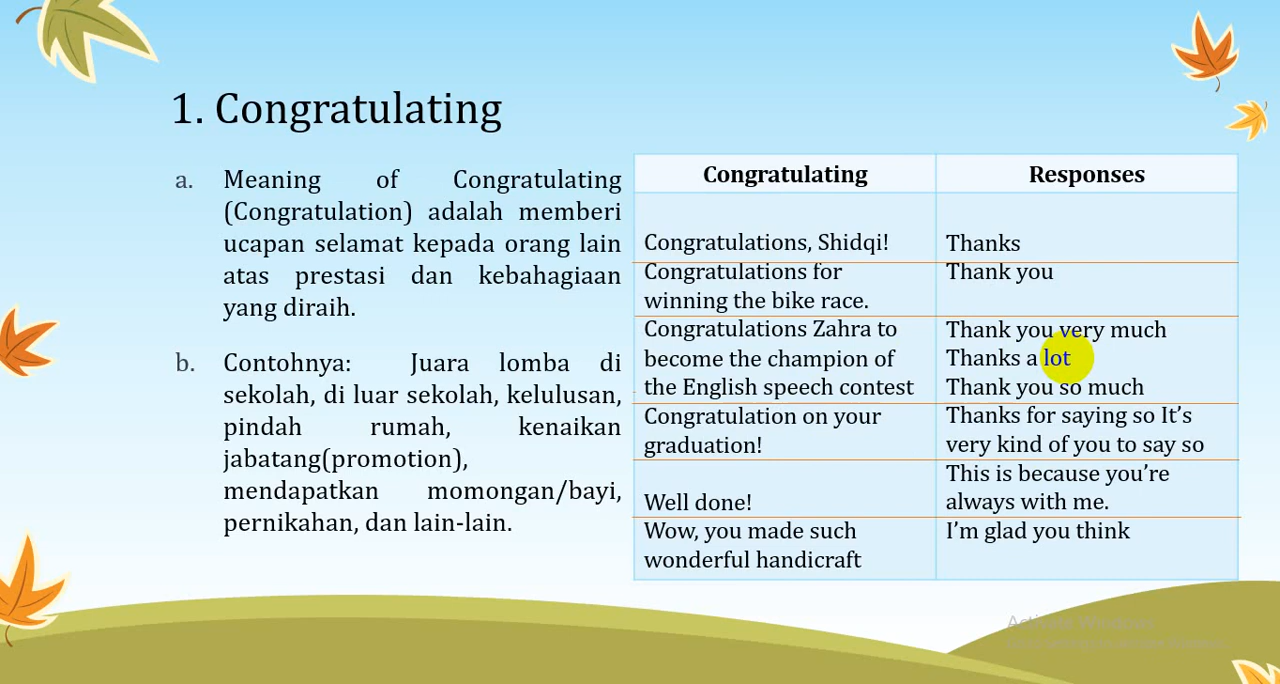 1. Congratulating
a. Meaning of Congratulating
(Congratulation) adalah memberi
ucapan selamat kepada orang lain
atas prestasi dan kebahagiaan
yang diraih.
b. Contohnya: Juara lomba di
sekolah, di luar sekolah, kelulusan,
pindah rumah, kenaikan
jabatang(promotion),
mendapatkan momongan/bayi,
pernikahan, dan lain-lain.
Congratulating
Responses
Congratulations, Shidqi!
Thanks
Congratulations for
winning the bike race.
Thank you
Congratulations Zahra to
become the champion of
the English speech contest
Thank you very much
Thanks a lot
Thank you so much
Congratulation on your
graduation!
Thanks for saying so It's
very kind of you to say so
Well done!
This is because you're
always with me.
Wow, you made such
wonderful handicraft
I'm glad you think
Activate Windows